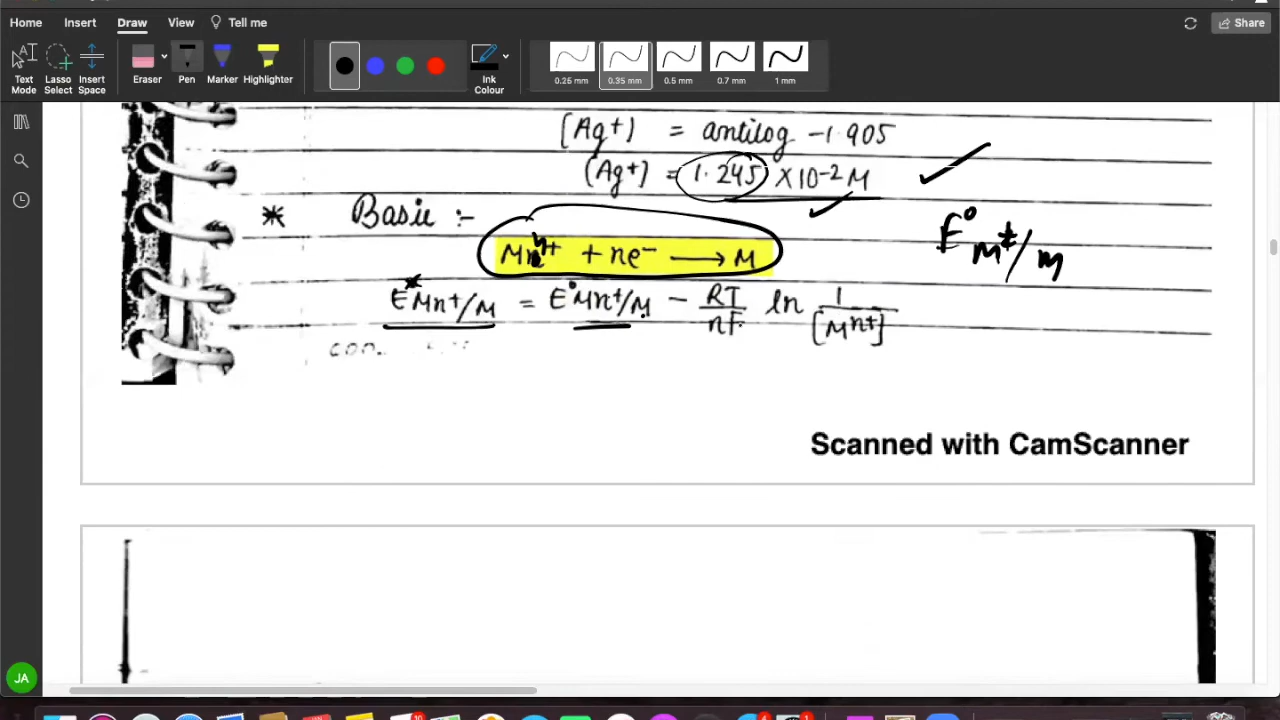 Home Insert Draw View Tell me Share
Text Mode Lasso Select Insert Space Eraser Pen Marker Highlighter Ink Colour 0.25 mm 0.35 mm 0.5 mm 0.7 mm 1 mm
(Ag+) = antilog -1.905
(Ag+) = 1.245 × 10-2 M
* Basic :-
E° M+/M
Mn+ + ne- → M
E Mn+/M = E° Mn+/M - RT/nF ln 1/[Mn+]
Scanned with CamScanner
JA